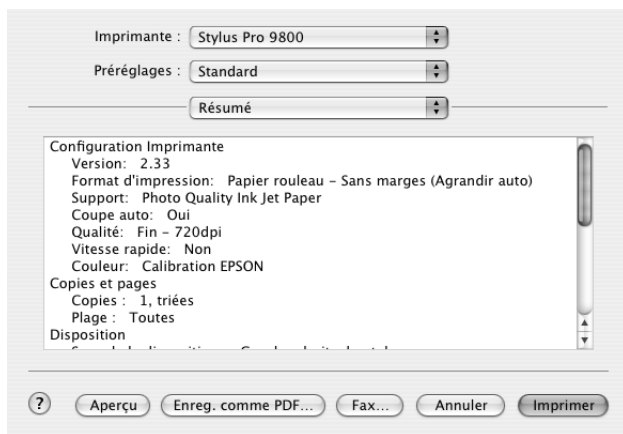 Imprimante : Stylus Pro 9800
Préréglages : Standard
Résumé
Configuration Imprimante
Version: 2.33
Format d'impression: Papier rouleau – Sans marges (Agrandir auto)
Support: Photo Quality Ink Jet Paper
Coupe auto: Oui
Qualité: Fin – 720dpi
Vitesse rapide: Non
Couleur: Calibration EPSON
Copies et pages
Copies : 1, triées
Plage : Toutes
Disposition
? Aperçu Enreg. comme PDF... Fax... Annuler Imprimer